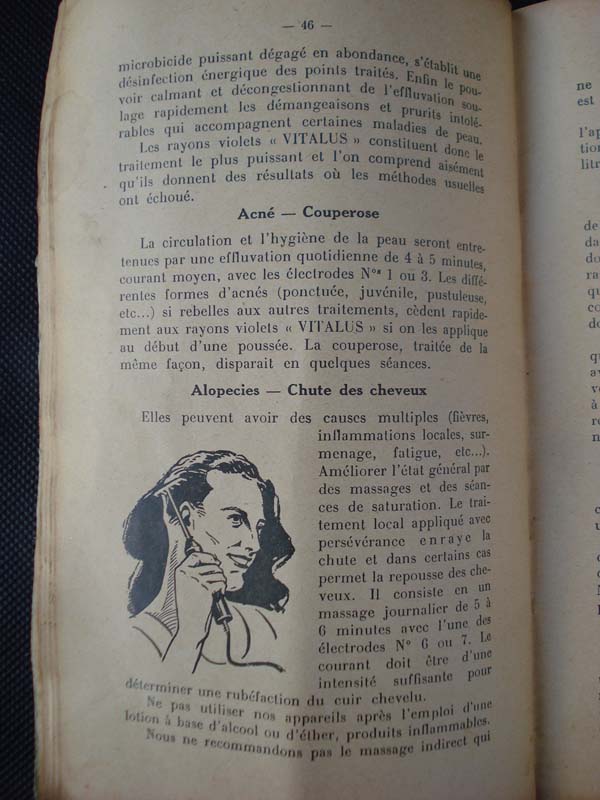 — 46 —
microbicide puissant dégagé en abondance, s'établit une
désinfection énergique des points traités. Enfin le pou-
voir calmant et décongestionnant de l'effluvation sou-
lage rapidement les démangeaisons et prurits intolé-
rables qui accompagnent certaines maladies de peau.
Les rayons violets « VITALUS » constituent donc le
traitement le plus puissant et l'on comprend aisément
qu'ils donnent des résultats où les méthodes usuelles
ont échoué.
Acné — Couperose
La circulation et l'hygiène de la peau seront entre-
tenues par une effluvation quotidienne de 4 à 5 minutes,
courant moyen, avec les électrodes Nos 1 ou 3. Les diffé-
rentes formes d'acnés (ponctuée, juvénile, pustuleuse,
etc...) si rebelles aux autres traitements, cèdent rapide-
ment aux rayons violets « VITALUS » si on les applique
au début d'une poussée. La couperose, traitée de la
même façon, disparait en quelques séances.
Alopecies — Chute des cheveux
Elles peuvent avoir des causes multiples (fièvres,
inflammations locales, sur-
menage, fatigue, etc...).
Améliorer l'état général par
des massages et des séan-
ces de saturation. Le trai-
tement local appliqué avec
persévérance enraye la
chute et dans certains cas
permet la repousse des che-
veux. Il consiste en un
massage journalier de 5 à
6 minutes avec l'une des
électrodes N° 6 ou 7. Le
courant doit être d'une
intensité suffisante pour
déterminer une rubéfaction du cuir chevelu.
Ne pas utiliser nos appareils après l'emploi d'une
lotion à base d'alcool ou d'éther, produits inflammables.
Nous ne recommandons pas le massage indirect qui